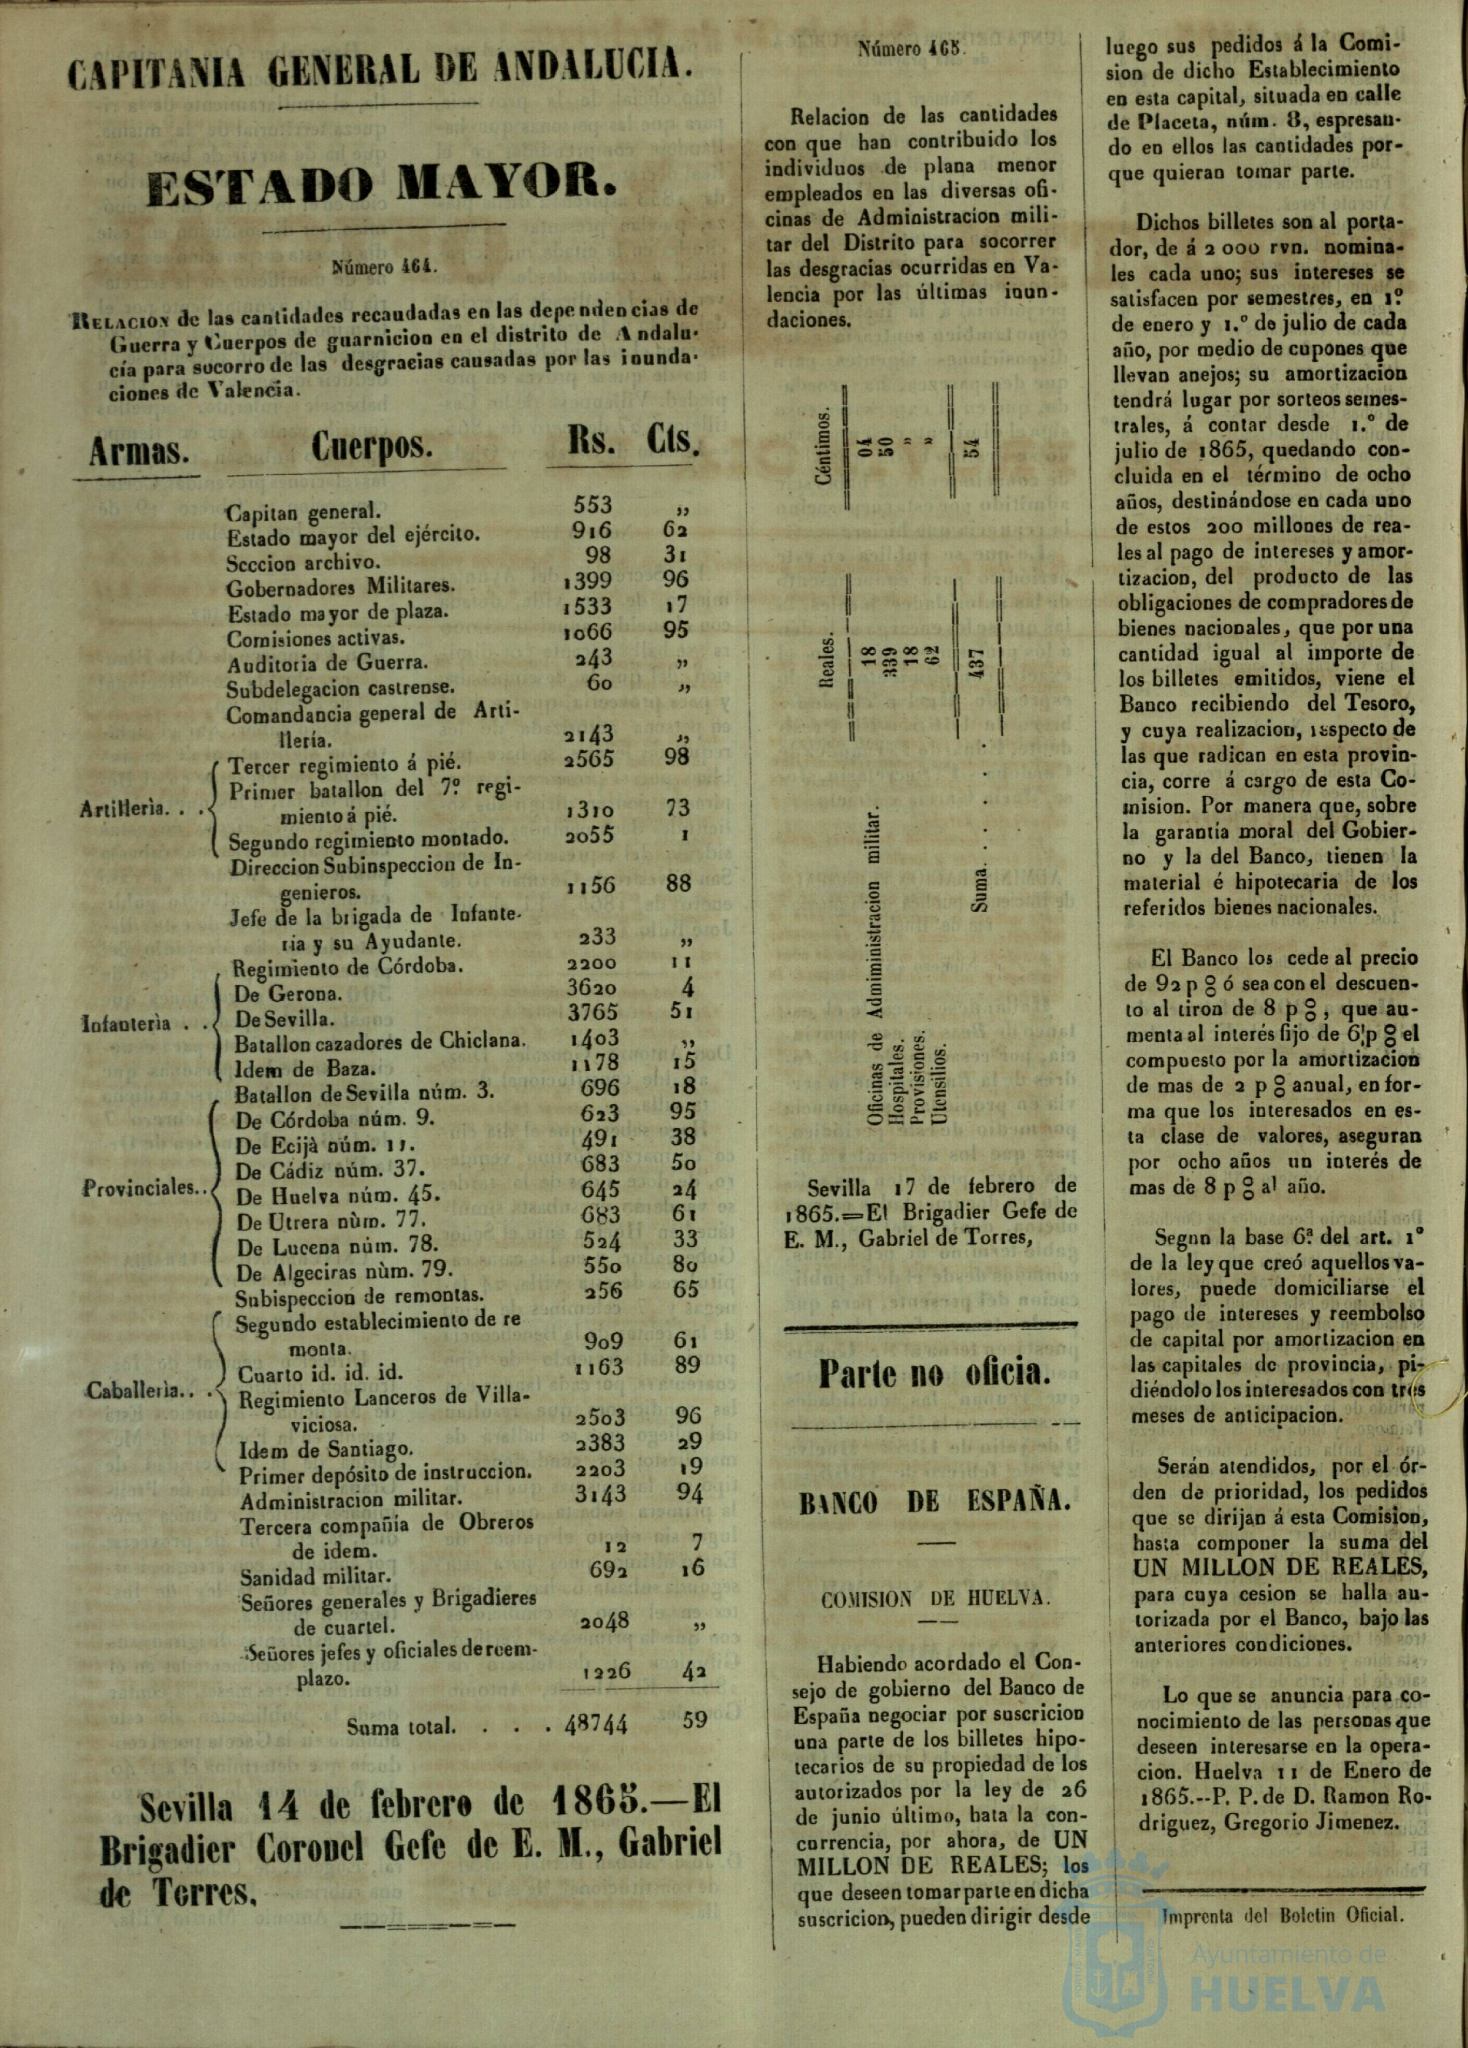 CAPITANIA GENERAL DE ANDALUCIA.
ESTADO MAYOR.
Número 464.
RELACION de las cantidades recaudadas en las dependencias de
Guerra y Cuerpos de guarnicion en el distrito de Andalu-
cía para socorro de las desgracias causadas por las inunda-
ciones de Valencia.
Armas. Cuerpos. Rs. Cts.
Capitan general. 553 „
Estado mayor del ejército. 916 62
Seccion archivo. 98 31
Gobernadores Militares. 1399 96
Estado mayor de plaza. 1533 17
Comisiones activas. 1066 95
Auditoria de Guerra. 243 „
Subdelegacion castrense. 60 „
Comandancia general de Arti-
llería. 2143 „
Tercer regimiento á pié. 2565 98
Primer batallon del 7.º regi-
Artillerìa. . . miento á pié. 1310 73
Segundo regimiento montado. 2055 1
Direccion Subinspeccion de In-
genieros. 1156 88
Jefe de la brigada de Infante-
ria y su Ayudante. 233 „
Regimiento de Córdoba. 2200 11
De Gerona. 3620 4
Infanterìa . . De Sevilla. 3765 51
Batallon cazadores de Chiclana. 1403 „
Idem de Baza. 1178 15
Batallon de Sevilla núm. 3. 696 18
De Córdoba núm. 9. 623 95
De Ecijà núm. 11. 491 38
De Cádiz núm. 37. 683 50
Provinciales.. De Huelva núm. 45. 645 24
De Utrera nùm. 77. 683 61
De Lucena núm. 78. 524 33
De Algeciras nùm. 79. 550 80
Subispeccion de remontas. 256 65
Segundo establecimiento de re
monta. 909 61
Cuarto id. id. id. 1163 89
Caballerìa.. . Regimiento Lanceros de Villa-
viciosa. 2503 96
Idem de Santiago. 2383 29
Primer depósito de instruccion. 2203 19
Administracion militar. 3143 94
Tercera compañía de Obreros
de idem. 12 7
Sanidad militar. 692 16
Señores generales y Brigadieres
de cuartel. 2048 „
Señores jefes y oficiales de reem-
plazo. 1226 42
Suma total. . . . 48744 59
Sevilla 14 de febrero de 1865.—El
Brigadier Coronel Gefe de E. M., Gabriel
de Torres.
Número 465.
Relacion de las cantidades
con que han contribuido los
individuos de plana menor
empleados en las diversas ofi-
cinas de Administracion mili-
tar del Distrito para socorrer
las desgracias ocurridas en Va-
lencia por las últimas inun-
daciones.
Reales. Céntimos.
Oficinas de Admiministracion militar. 18 04
Hospitales. 339 50
Provisiones. 18 „
Utensilios. 62 „
Suma. . . . . 437 54
Sevilla 17 de febrero de
1865.=El Brigadier Gefe de
E. M., Gabriel de Torres,
Parte no oficia.
BANCO DE ESPAÑA.
COMISION DE HUELVA.
Habiendo acordado el Con-
sejo de gobierno del Banco de
España negociar por suscricion
una parte de los billetes hipo-
tecarios de su propiedad de los
autorizados por la ley de 26
de junio último, hata la con-
currencia, por ahora, de UN
MILLON DE REALES; los
que deseen tomar parte en dicha
suscricion, pueden dirigir desde
luego sus pedidos á la Comi-
sion de dicho Establecimiento
en esta capital, situada en calle
de Placeta, núm. 8, espresan-
do en ellos las cantidades por-
que quieran tomar parte.
Dichos billetes son al porta-
dor, de á 2 000 rvn. nomina-
les cada uno; sus intereses se
satisfacen por semestres, en 1.º
de enero y 1.º de julio de cada
año, por medio de cupones que
llevan anejos; su amortizacion
tendrá lugar por sorteos semes-
trales, á contar desde 1.º de
julio de 1865, quedando con-
cluida en el término de ocho
años, destinándose en cada uno
de estos 200 millones de rea-
les al pago de intereses y amor-
tizacion, del producto de las
obligaciones de compradores de
bienes nacionales, que por una
cantidad igual al importe de
los billetes emitidos, viene el
Banco recibiendo del Tesoro,
y cuya realizacion, respecto de
las que radican en esta provin-
cia, corre á cargo de esta Co-
mision. Por manera que, sobre
la garantía moral del Gobier-
no y la del Banco, tienen la
material é hipotecaria de los
referidos bienes nacionales.
El Banco los cede al precio
de 92 p g ó sea con el descuen-
to al tiron de 8 p g, que au-
menta al interés fijo de 6 p g el
compuesto por la amortizacion
de mas de 2 p g anual, en for-
ma que los interesados en es-
ta clase de valores, aseguran
por ocho años un interés de
mas de 8 p g al año.
Segun la base 6.ª del art. 1º
de la ley que creó aquellos va-
lores, puede domiciliarse el
pago de intereses y reembolso
de capital por amortizacion en
las capitales de provincia, pi-
diéndolo los interesados con tres
meses de anticipacion.
Serán atendidos, por el ór-
den de prioridad, los pedidos
que se dirijan á esta Comision,
hasta componer la suma del
UN MILLON DE REALES,
para cuya cesion se halla au-
torizada por el Banco, bajo las
anteriores condiciones.
Lo que se anuncia para co-
nocimiento de las personas que
deseen interesarse en la opera-
cion. Huelva 11 de Enero de
1865.--P. P. de D. Ramon Ro-
driguez, Gregorio Jimenez.
Imprenta del Boletin Oficial.
Ayuntamiento de
HUELVA